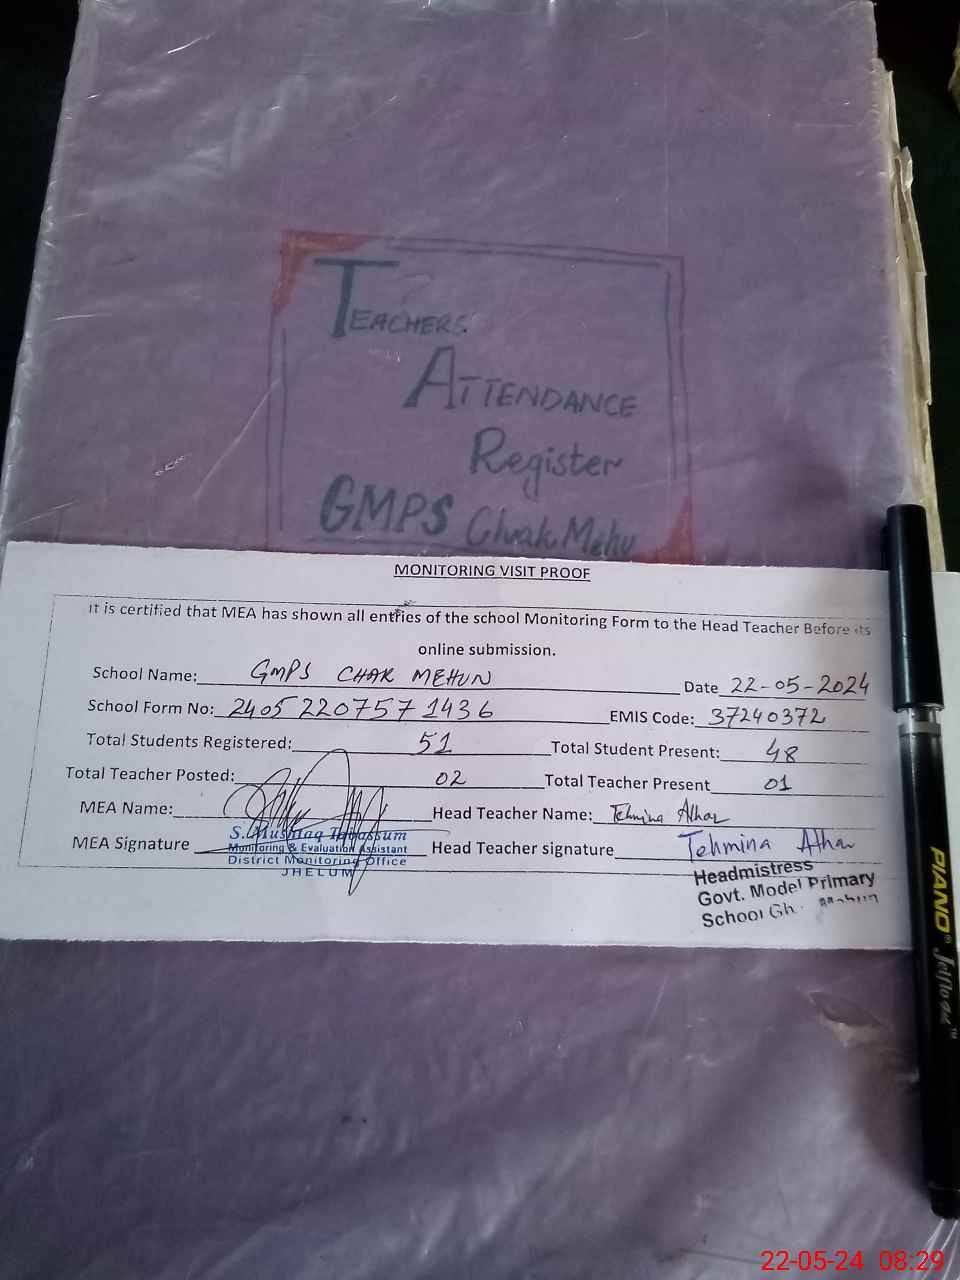 TEACHERS
ATTENDANCE
Register
GMPS Chak Mehu
MONITORING VISIT PROOF
It is certified that MEA has shown all entries of the school Monitoring Form to the Head Teacher Before its
online submission.
School Name: GMPS CHAK MEHUN Date 22-05-2024
School Form No: 2405 220757 1436 EMIS Code: 37240372
Total Students Registered: 51 Total Student Present: 48
Total Teacher Posted: 02 Total Teacher Present 01
MEA Name: Head Teacher Name: Tehmina Athar
MEA Signature Head Teacher signature Tehmina Athar
S. Mushtaq Tabassum
Monitoring & Evaluation Assistant
District Monitoring Office
JHELUM
Headmistress
Govt. Model Primary
School
PIANO® Jetflow™
22-05-24 08:29